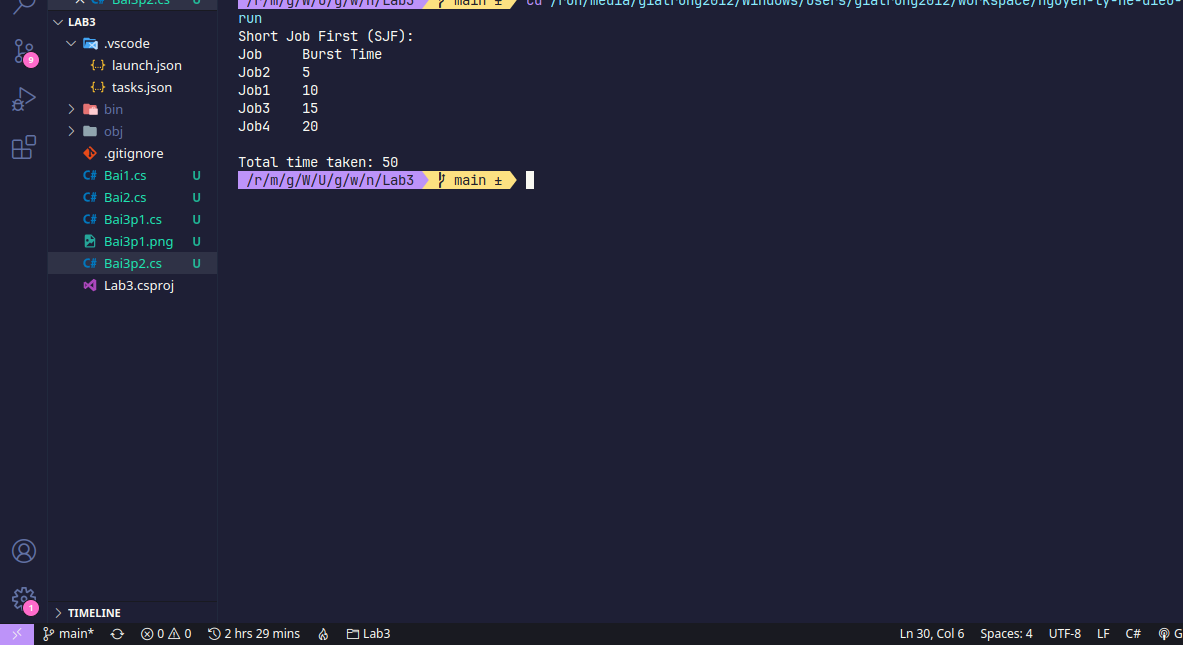 Bai3p2.cs U
LAB3
.vscode
launch.json
tasks.json
bin
obj
.gitignore
Bai1.cs U
Bai2.cs U
Bai3p1.cs U
Bai3p1.png U
Bai3p2.cs U
Lab3.csproj
TIMELINE
9
1
/r/m/g/W/U/g/w/n/Lab3 main ± cd /run/media/giatrong2012/Windows/Users/giatrong2012/Workspace/nguyen-ly-he-dieu-
run
Short Job First (SJF):
Job Burst Time
Job2 5
Job1 10
Job3 15
Job4 20
Total time taken: 50
/r/m/g/W/U/g/w/n/Lab3 main ±
main* 0 0 2 hrs 29 mins Lab3 Ln 30, Col 6 Spaces: 4 UTF-8 LF C# G